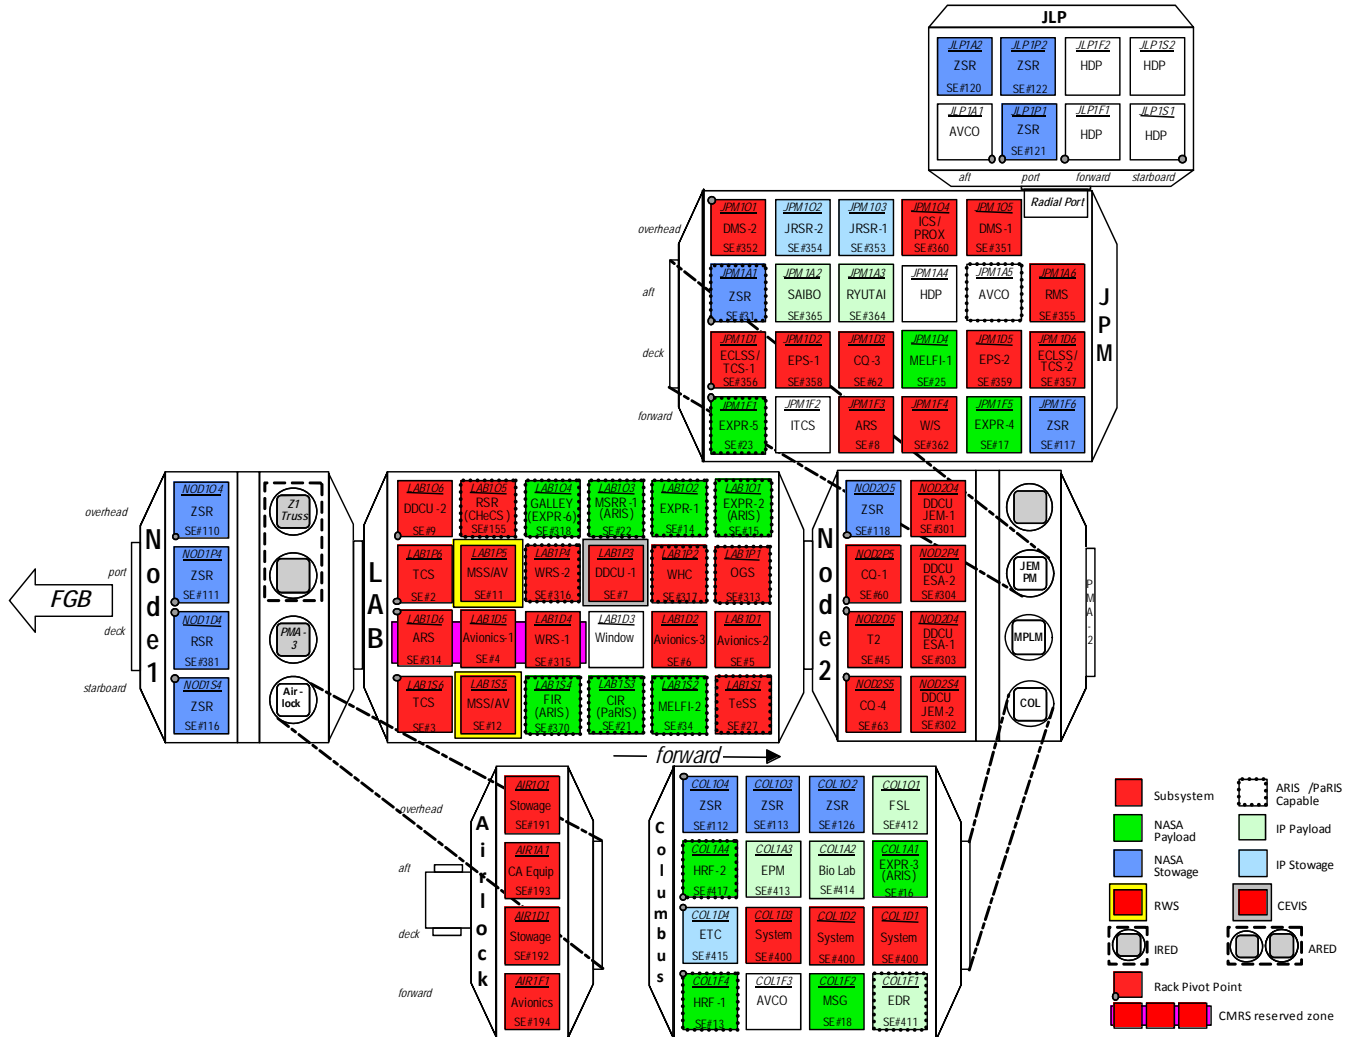 JLP
JLP1A2
ZSR
SE#120
JLP1P2
ZSR
SE#122
JLP1F2
HDP
JLP1S2
HDP
JLP1A1
AVCO
JLP1P1
ZSR
SE#121
JLP1F1
HDP
JLP1S1
HDP
aft
port
forward
starboard
Radial Port
JPM
overhead
JPM1O1
DMS-2
SE#352
JPM1O2
JRSR-2
SE#354
JPM1O3
JRSR-1
SE#353
JPM1O4
ICS/
PROX
SE#360
JPM1O5
DMS-1
SE#351
aft
JPM1A1
ZSR
SE#31
JPM1A2
SAIBO
SE#365
JPM1A3
RYUTAI
SE#364
JPM1A4
HDP
JPM1A5
AVCO
JPM1A6
RMS
SE#355
deck
JPM1D1
ECLSS/
TCS-1
SE#356
JPM1D2
EPS-1
SE#358
JPM1D3
CQ-3
SE#62
JPM1D4
MELFI-1
SE#25
JPM1D5
EPS-2
SE#359
JPM1D6
ECLSS/
TCS-2
SE#357
forward
JPM1F1
EXPR-5
SE#23
JPM1F2
ITCS
JPM1F3
ARS
SE#8
JPM1F4
W/S
SE#362
JPM1F5
EXPR-4
SE#17
JPM1F6
ZSR
SE#117
FGB
Node1
overhead
port
deck
starboard
NOD1O4
ZSR
SE#110
NOD1P4
ZSR
SE#111
NOD1D4
RSR
SE#381
NOD1S4
ZSR
SE#116
Z1
Truss
PMA-
3
Air-
lock
LAB
LAB1O6
DDCU-2
SE#9
LAB1O5
RSR
(CHeCS)
SE#155
LAB1O4
GALLEY
(EXPR-6)
SE#318
LAB1O3
MSRR-1
(ARIS)
SE#22
LAB1O2
EXPR-1
SE#14
LAB1O1
EXPR-2
(ARIS)
SE#15
LAB1P6
TCS
SE#2
LAB1P5
MSS/AV
SE#11
LAB1P4
WRS-2
SE#316
LAB1P3
DDCU-1
SE#7
LAB1P2
WHC
SE#317
LAB1P1
OGS
SE#313
LAB1D6
ARS
SE#314
LAB1D5
Avionics-1
SE#4
LAB1D4
WRS-1
SE#315
LAB1D3
Window
LAB1D2
Avionics-3
SE#6
LAB1D1
Avionics-2
SE#5
LAB1S6
TCS
SE#3
LAB1S5
MSS/AV
SE#12
LAB1S4
FIR
(ARIS)
SE#370
LAB1S3
CIR
(PaRIS)
SE#21
LAB1S2
MELFI-2
SE#34
LAB1S1
TeSS
SE#27
forward
Node2
NOD2O5
ZSR
SE#118
NOD2O4
DDCU
JEM-1
SE#301
NOD2P5
CQ-1
SE#60
NOD2P4
DDCU
ESA-2
SE#304
NOD2D5
T2
SE#45
NOD2D4
DDCU
ESA-1
SE#303
NOD2S5
CQ-4
SE#63
NOD2S4
DDCU
JEM-2
SE#302
JEM
PM
MPLM
COL
PMA-2
Airlock
overhead
aft
deck
forward
AIR1O1
Stowage
SE#191
AIR1A1
CA Equip
SE#193
AIR1D1
Stowage
SE#192
AIR1F1
Avionics
SE#194
Columbus
COL1O4
ZSR
SE#112
COL1O3
ZSR
SE#113
COL1O2
ZSR
SE#126
COL1O1
FSL
SE#412
COL1A4
HRF-2
SE#417
COL1A3
EPM
SE#413
COL1A2
Bio Lab
SE#414
COL1A1
EXPR-3
(ARIS)
SE#16
COL1D4
ETC
SE#415
COL1D3
System
SE#400
COL1D2
System
SE#400
COL1D1
System
SE#400
COL1F4
HRF-1
SE#13
COL1F3
AVCO
COL1F2
MSG
SE#18
COL1F1
EDR
SE#411
Subsystem
ARIS /PaRIS
Capable
NASA
Payload
IP Payload
NASA
Stowage
IP Stowage
RWS
CEVIS
IRED
ARED
Rack Pivot Point
CMRS reserved zone